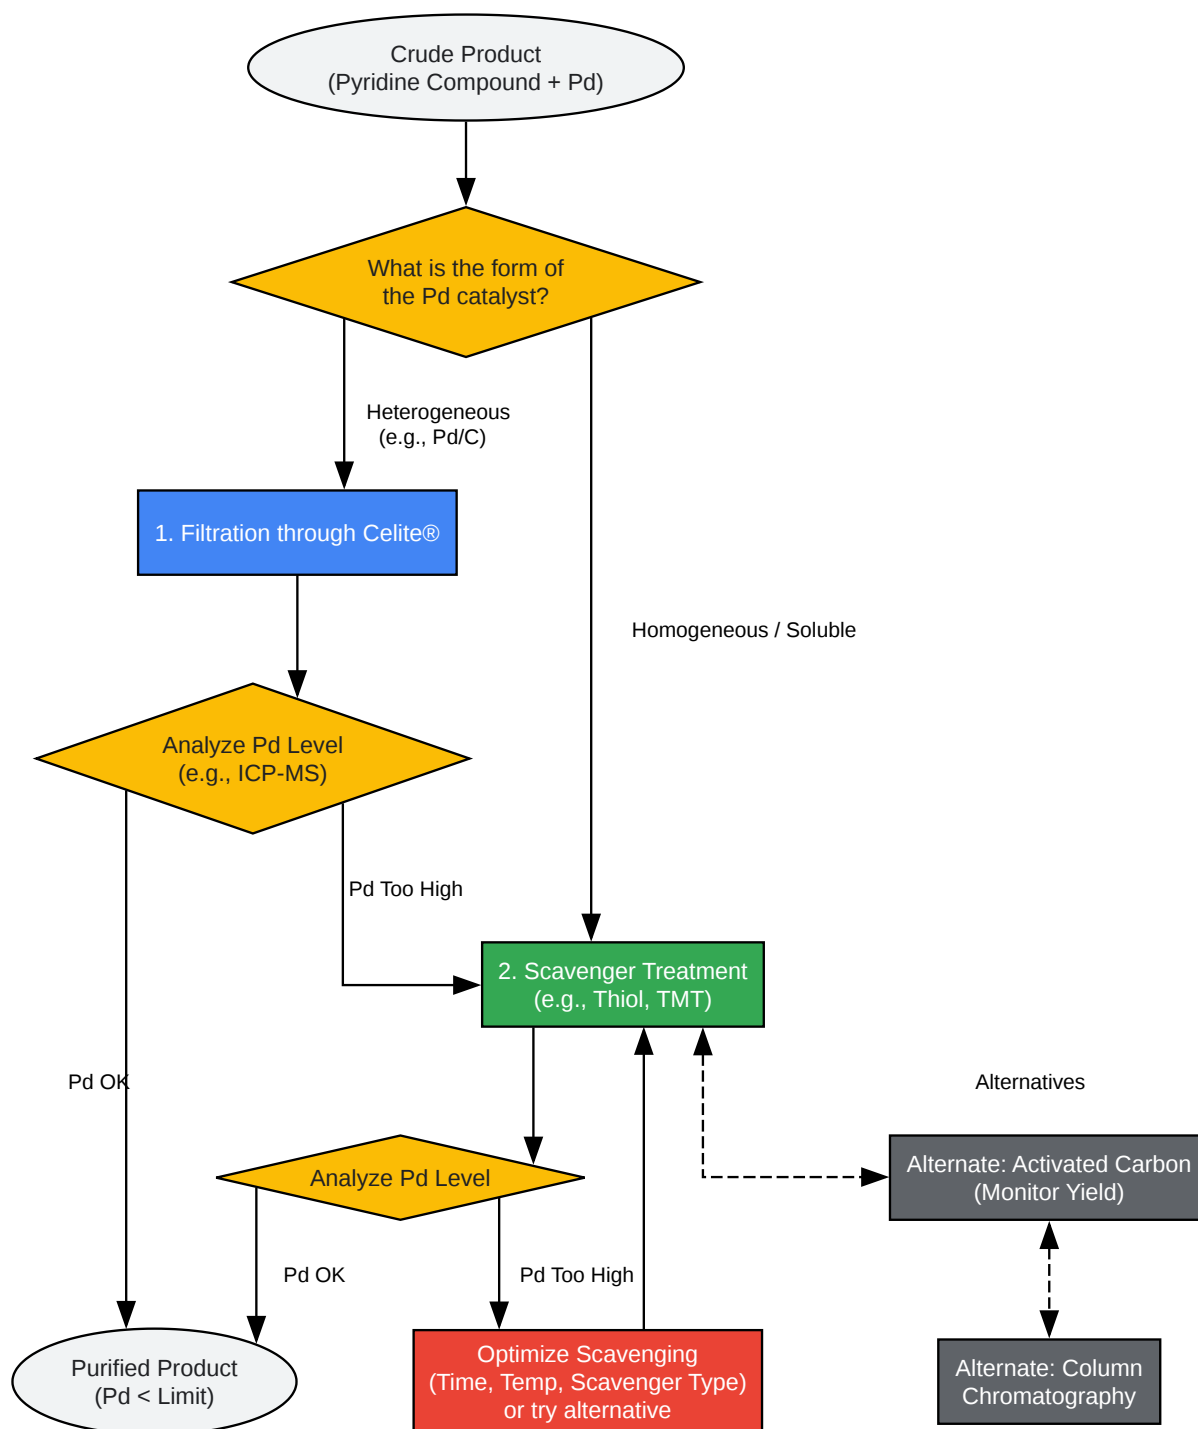 Crude Product
(Pyridine Compound + Pd)
What is the form of
the Pd catalyst?
Heterogeneous
(e.g., Pd/C)
1. Filtration through Celite®
Homogeneous / Soluble
Analyze Pd Level
(e.g., ICP-MS)
Pd Too High
2. Scavenger Treatment
(e.g., Thiol, TMT)
Pd OK
Alternatives
Analyze Pd Level
Alternate: Activated Carbon
(Monitor Yield)
Pd OK
Pd Too High
Purified Product
(Pd < Limit)
Optimize Scavenging
(Time, Temp, Scavenger Type)
or try alternative
Alternate: Column
Chromatography